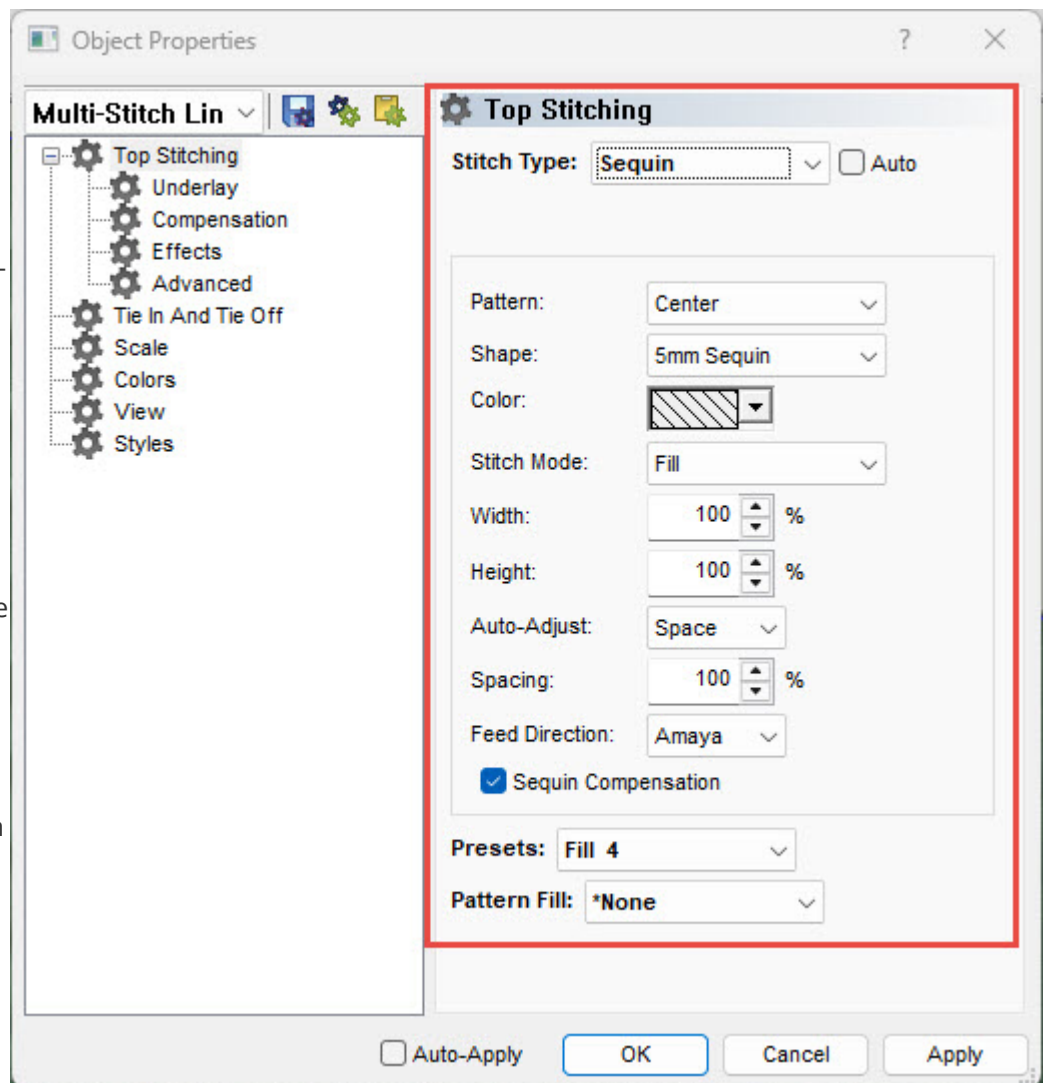 Object Properties
?
Multi-Stitch Lin
Top Stitching
Underlay
Compensation
Effects
Advanced
Tie In And Tie Off
Scale
Colors
View
Styles
Top Stitching
Stitch Type: Sequin Auto
Pattern: Center
Shape: 5mm Sequin
Color:
Stitch Mode: Fill
Width: 100 %
Height: 100 %
Auto-Adjust: Space
Spacing: 100 %
Feed Direction: Amaya
Sequin Compensation
Presets: Fill 4
Pattern Fill: *None
Auto-Apply OK Cancel Apply